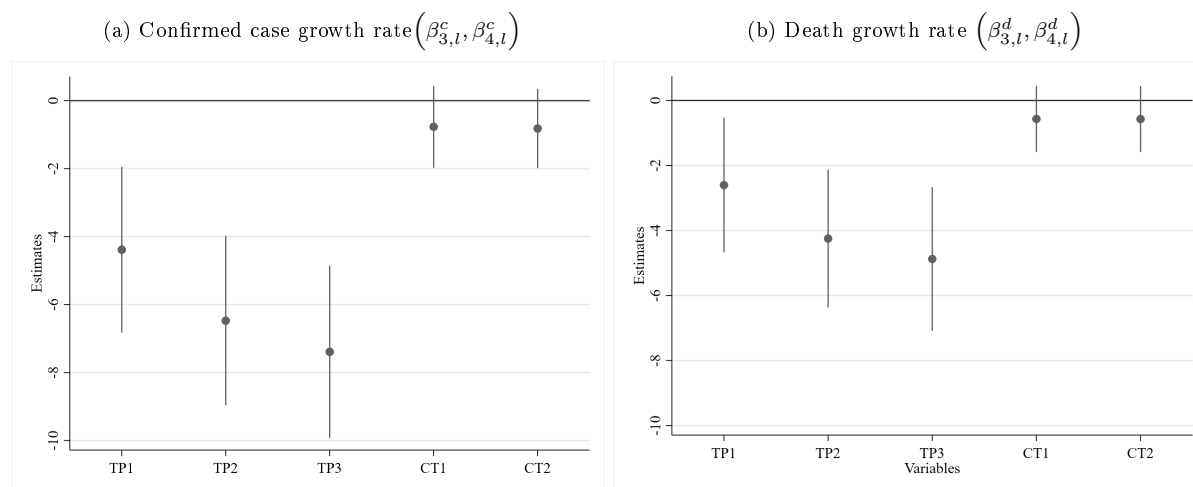 (a) Confirmed case growth rate(β^c_{3,l}, β^c_{4,l})
0
-2
-4
-6
-8
-10
Estimates
TP1 TP2 TP3 CT1 CT2
(b) Death growth rate (β^d_{3,l}, β^d_{4,l})
0
-2
-4
-6
-8
-10
Estimates
TP1 TP2 TP3 CT1 CT2
Variables